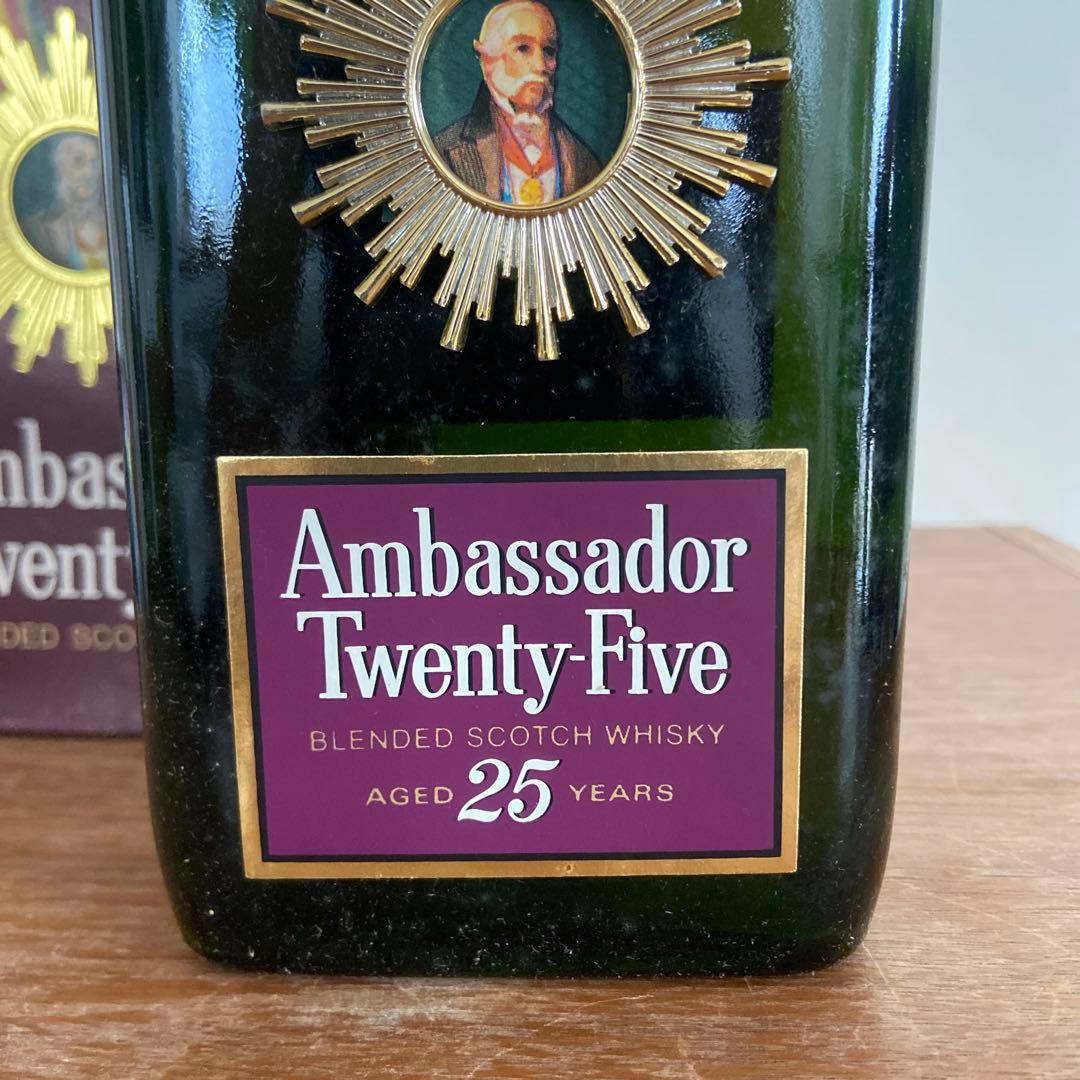 Ambassador
Twenty-Five
BLENDED SCOTCH WHISKY
AGED 25 YEARS